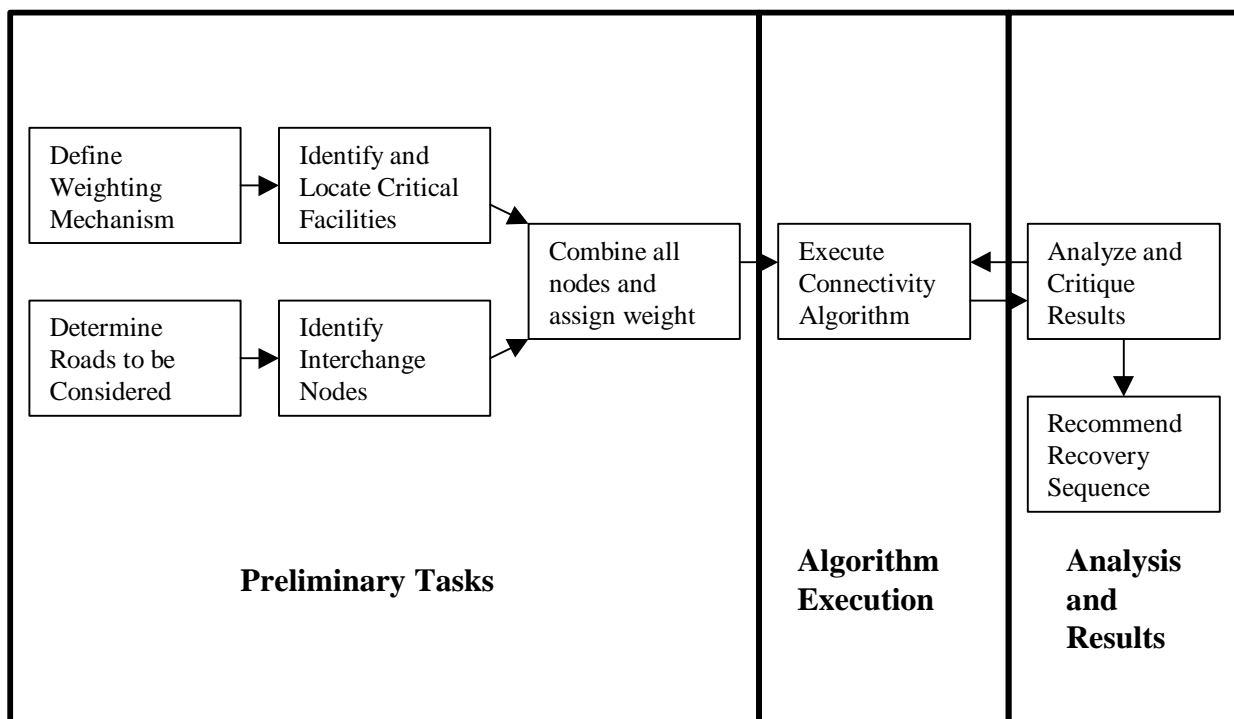 Define
Weighting
Mechanism
Identify and
Locate Critical
Facilities
Determine
Roads to be
Considered
Identify
Interchange
Nodes
Combine all
nodes and
assign weight
Execute
Connectivity
Algorithm
Analyze and
Critique
Results
Recommend
Recovery
Sequence
Preliminary Tasks
Algorithm
Execution
Analysis
and
Results